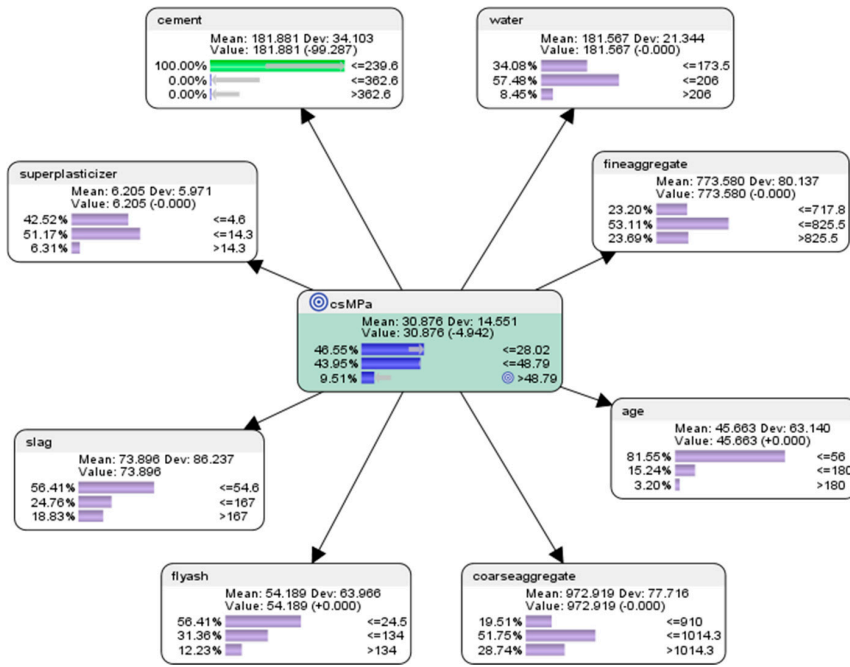 cement
Mean: 181.881 Dev: 34.103
Value: 181.881 (-99.287)
100.00% <=239.6
0.00% <=362.6
0.00% >362.6
water
Mean: 181.567 Dev: 21.344
Value: 181.567 (-0.000)
34.08% <=173.5
57.48% <=206
8.45% >206
superplasticizer
Mean: 6.205 Dev: 5.971
Value: 6.205 (-0.000)
42.52% <=4.6
51.17% <=14.3
6.31% >14.3
fineaggregate
Mean: 773.580 Dev: 80.137
Value: 773.580 (-0.000)
23.20% <=717.8
53.11% <=825.5
23.69% >825.5
csMPa
Mean: 30.876 Dev: 14.551
Value: 30.876 (-4.942)
46.55% <=28.02
43.95% <=48.79
9.51% >48.79
slag
Mean: 73.896 Dev: 86.237
Value: 73.896
56.41% <=54.6
24.76% <=167
18.83% >167
age
Mean: 45.663 Dev: 63.140
Value: 45.663 (+0.000)
81.55% <=56
15.24% <=180
3.20% >180
flyash
Mean: 54.189 Dev: 63.966
Value: 54.189 (+0.000)
56.41% <=24.5
31.36% <=134
12.23% >134
coarseaggregate
Mean: 972.919 Dev: 77.716
Value: 972.919 (-0.000)
19.51% <=910
51.75% <=1014.3
28.74% >1014.3